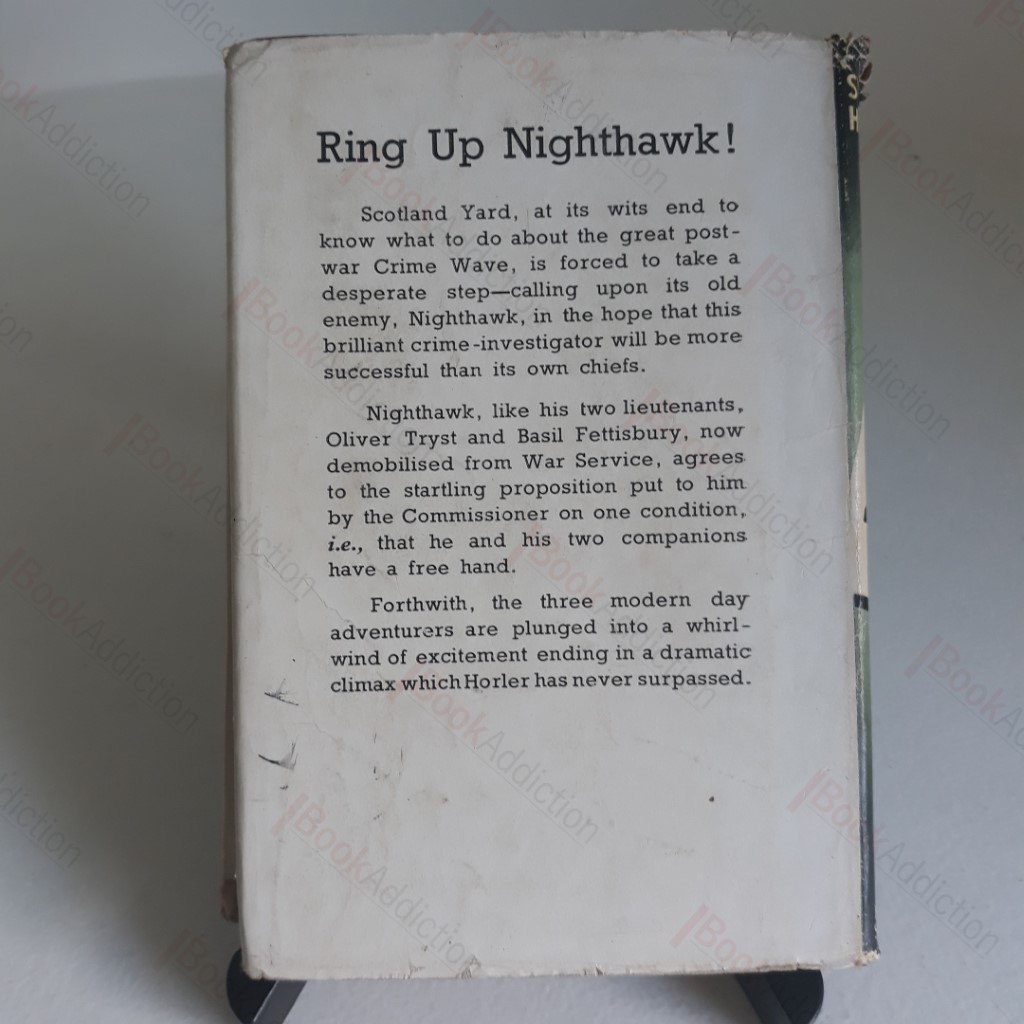 Ring Up Nighthawk!
Scotland Yard, at its wits end to
know what to do about the great post-
war Crime Wave, is forced to take a
desperate step—calling upon its old
enemy, Nighthawk, in the hope that this
brilliant crime-investigator will be more
successful than its own chiefs.
Nighthawk, like his two lieutenants,
Oliver Tryst and Basil Fettisbury, now
demobilised from War Service, agrees
to the startling proposition put to him
by the Commissioner on one condition,
i.e., that he and his two companions
have a free hand.
Forthwith, the three modern day
adventurers are plunged into a whirl-
wind of excitement ending in a dramatic
climax which Horler has never surpassed.
S
H
BookAddiction